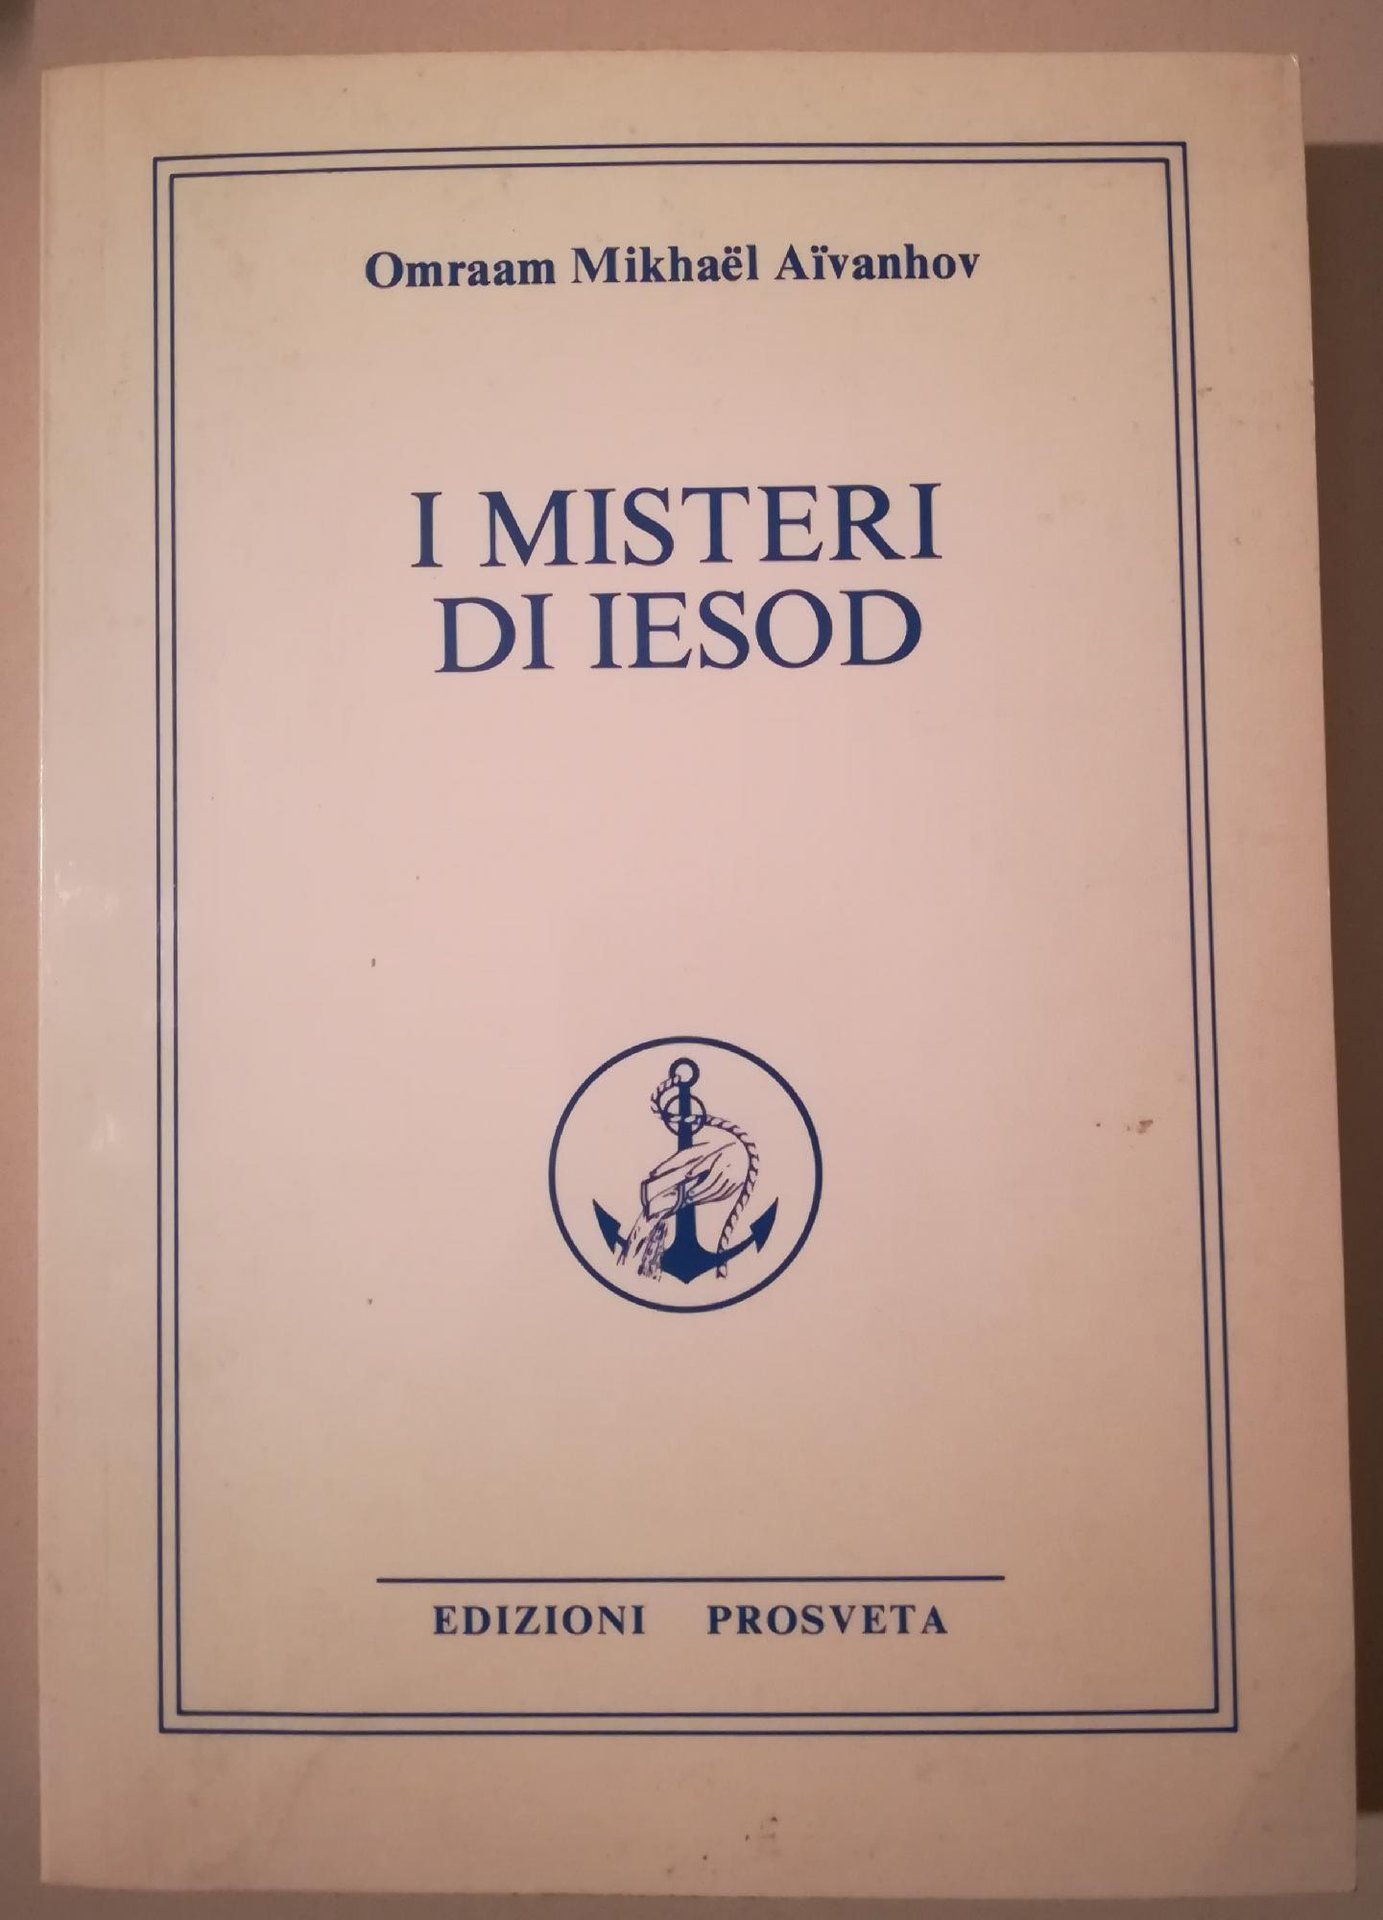 Omraam Mikhaël Aïvanhov
I MISTERI
DI IESOD
EDIZIONI PROSVETA